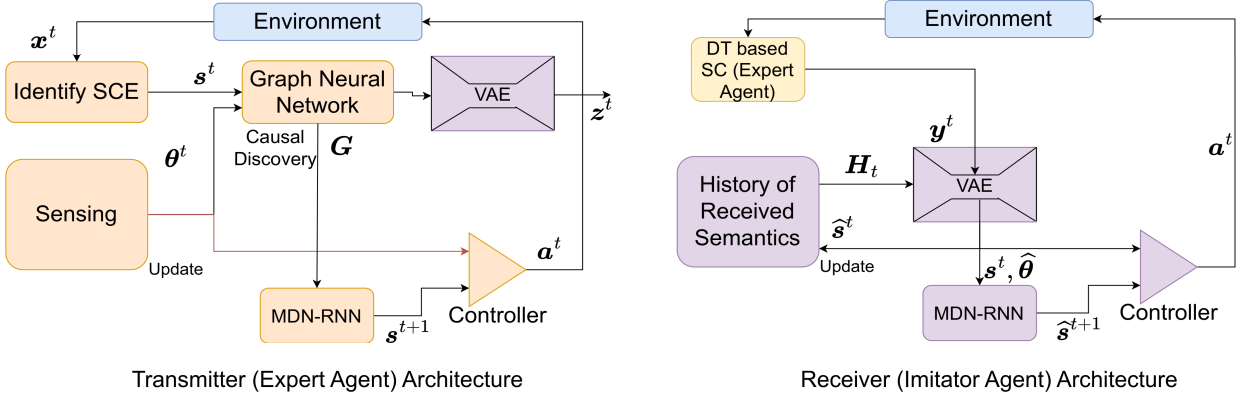 Environment
x^t
Identify SCE
s^t
Graph Neural
Network
VAE
z^t
Causal
Discovery
G
θ^t
Sensing
Update
a^t
MDN-RNN
s^{t+1}
Controller
Transmitter (Expert Agent) Architecture
Environment
DT based
SC (Expert
Agent)
y^t
a^t
History of
Received
Semantics
H_t
VAE
ŝ^t
Update
s^t, θ̂
MDN-RNN
ŝ^{t+1}
Controller
Receiver (Imitator Agent) Architecture